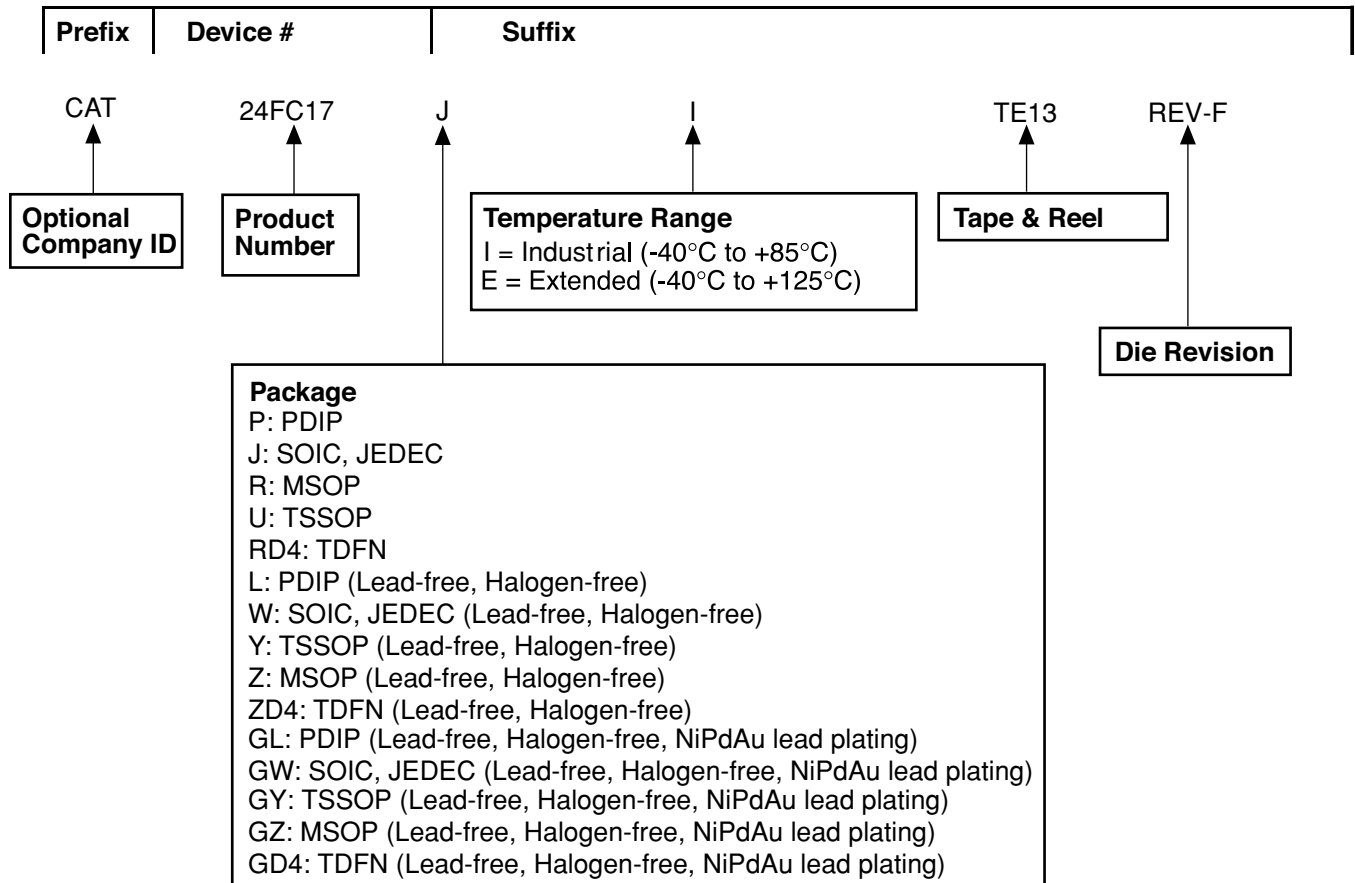 Prefix Device # Suffix
CAT 24FC17 J I TE13 REV-F
Optional
Company ID
Product
Number
Temperature Range
I = Industrial (-40°C to +85°C)
E = Extended (-40°C to +125°C)
Tape & Reel
Die Revision
Package
P: PDIP
J: SOIC, JEDEC
R: MSOP
U: TSSOP
RD4: TDFN
L: PDIP (Lead-free, Halogen-free)
W: SOIC, JEDEC (Lead-free, Halogen-free)
Y: TSSOP (Lead-free, Halogen-free)
Z: MSOP (Lead-free, Halogen-free)
ZD4: TDFN (Lead-free, Halogen-free)
GL: PDIP (Lead-free, Halogen-free, NiPdAu lead plating)
GW: SOIC, JEDEC (Lead-free, Halogen-free, NiPdAu lead plating)
GY: TSSOP (Lead-free, Halogen-free, NiPdAu lead plating)
GZ: MSOP (Lead-free, Halogen-free, NiPdAu lead plating)
GD4: TDFN (Lead-free, Halogen-free, NiPdAu lead plating)